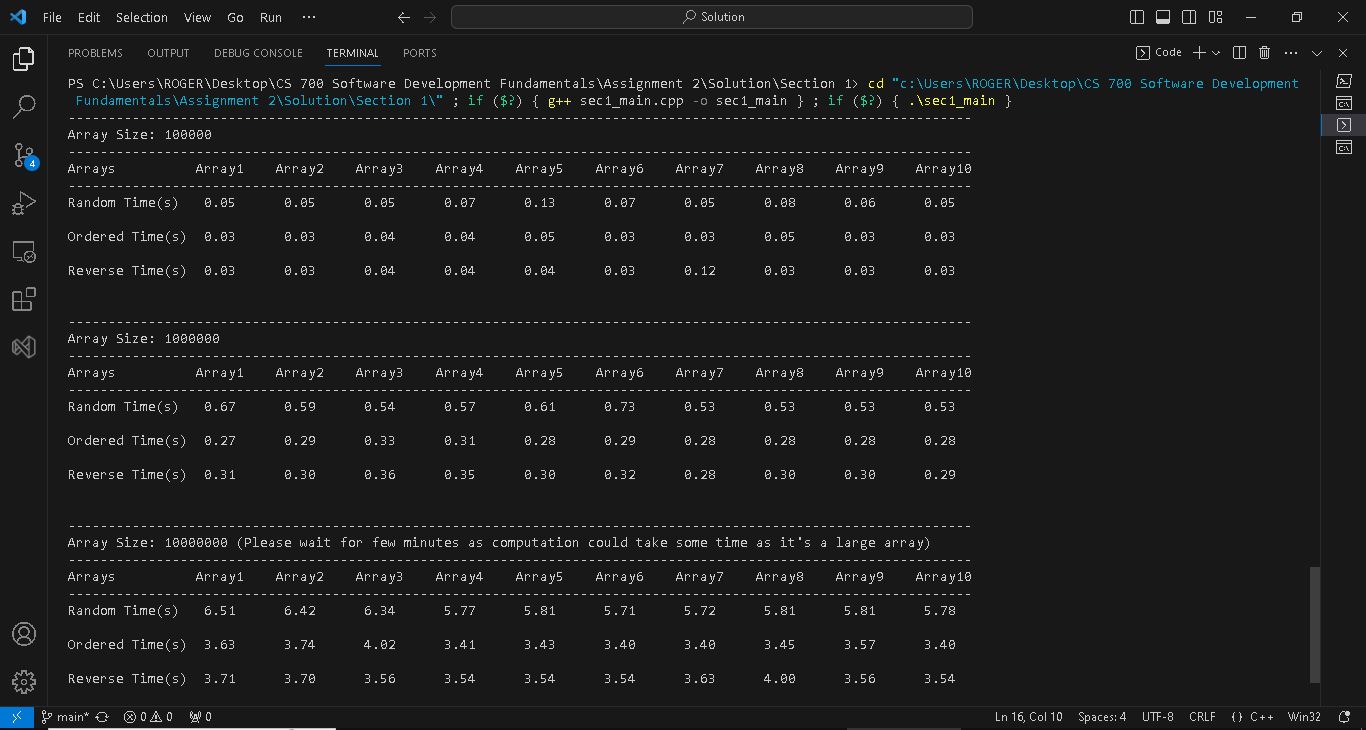 File Edit Selection View Go Run ··· Solution
PROBLEMS OUTPUT DEBUG CONSOLE TERMINAL PORTS Code
PS C:\Users\ROGER\Desktop\CS 700 Software Development Fundamentals\Assignment 2\Solution\Section 1> cd "c:\Users\ROGER\Desktop\CS 700 Software Development
Fundamentals\Assignment 2\Solution\Section 1\" ; if ($?) { g++ sec1_main.cpp -o sec1_main } ; if ($?) { .\sec1_main }
-----------------------------------------------------------------------------------------------------------------
Array Size: 100000
-----------------------------------------------------------------------------------------------------------------
Arrays Array1 Array2 Array3 Array4 Array5 Array6 Array7 Array8 Array9 Array10
-----------------------------------------------------------------------------------------------------------------
Random Time(s) 0.05 0.05 0.05 0.07 0.13 0.07 0.05 0.08 0.06 0.05
Ordered Time(s) 0.03 0.03 0.04 0.04 0.05 0.03 0.03 0.05 0.03 0.03
Reverse Time(s) 0.03 0.03 0.04 0.04 0.04 0.03 0.12 0.03 0.03 0.03
-----------------------------------------------------------------------------------------------------------------
Array Size: 1000000
-----------------------------------------------------------------------------------------------------------------
Arrays Array1 Array2 Array3 Array4 Array5 Array6 Array7 Array8 Array9 Array10
-----------------------------------------------------------------------------------------------------------------
Random Time(s) 0.67 0.59 0.54 0.57 0.61 0.73 0.53 0.53 0.53 0.53
Ordered Time(s) 0.27 0.29 0.33 0.31 0.28 0.29 0.28 0.28 0.28 0.28
Reverse Time(s) 0.31 0.30 0.36 0.35 0.30 0.32 0.28 0.30 0.30 0.29
-----------------------------------------------------------------------------------------------------------------
Array Size: 10000000 (Please wait for few minutes as computation could take some time as it's a large array)
-----------------------------------------------------------------------------------------------------------------
Arrays Array1 Array2 Array3 Array4 Array5 Array6 Array7 Array8 Array9 Array10
-----------------------------------------------------------------------------------------------------------------
Random Time(s) 6.51 6.42 6.34 5.77 5.81 5.71 5.72 5.81 5.81 5.78
Ordered Time(s) 3.63 3.74 4.02 3.41 3.43 3.40 3.40 3.45 3.57 3.40
Reverse Time(s) 3.71 3.70 3.56 3.54 3.54 3.54 3.63 4.00 3.56 3.54
4
main* 0 0 0 Ln 16, Col 10 Spaces: 4 UTF-8 CRLF {} C++ Win32